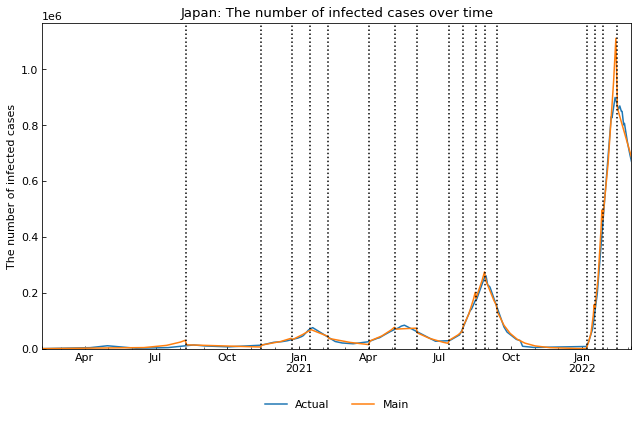 Japan: The number of infected cases over time
1e6
The number of infected cases
1.0
0.8
0.6
0.4
0.2
0.0
Apr Jul Oct Jan Apr Jul Oct Jan
2021 2022
Actual Main